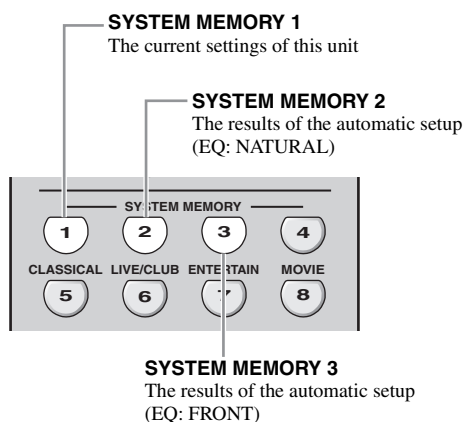 SYSTEM MEMORY 1
The current settings of this unit
SYSTEM MEMORY 2
The results of the automatic setup
(EQ: NATURAL)
SYSTEM MEMORY
1 2 3 4
CLASSICAL LIVE/CLUB ENTERTAIN MOVIE
5 6 7 8
SYSTEM MEMORY 3
The results of the automatic setup
(EQ: FRONT)